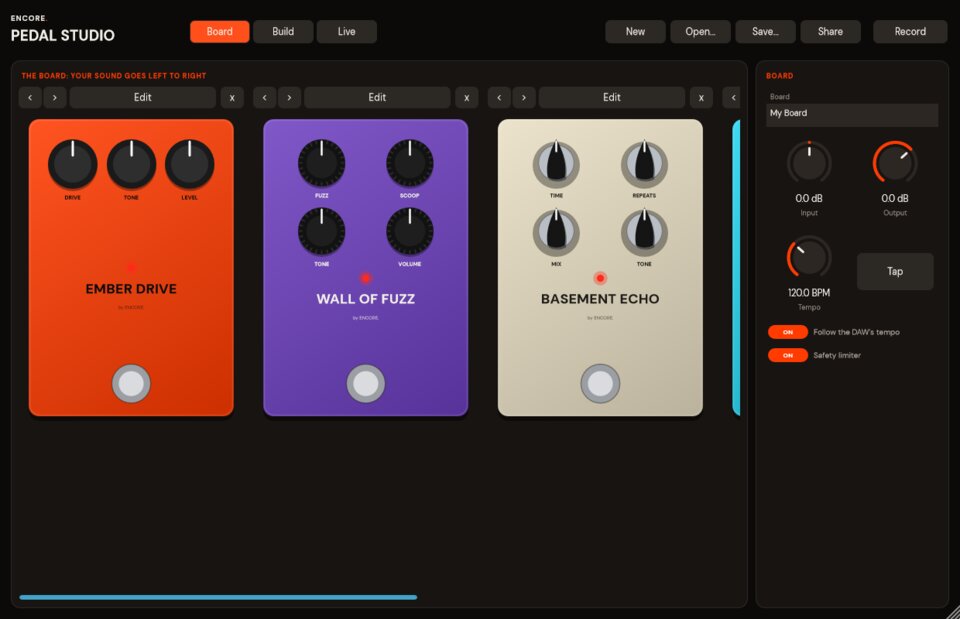 ENCORE.
PEDAL STUDIO
Board
Build
Live
New
Open...
Save...
Share
Record
THE BOARD: YOUR SOUND GOES LEFT TO RIGHT
< > Edit x
< > Edit x
< > Edit x
<
DRIVE TONE LEVEL
EMBER DRIVE
by ENCORE
FUZZ SCOOP
TONE VOLUME
WALL OF FUZZ
by ENCORE
TIME REPEATS
MIX TONE
BASEMENT ECHO
by ENCORE
BOARD
Board
My Board
0.0 dB
Input
0.0 dB
Output
120.0 BPM
Tempo
Tap
ON Follow the DAW's tempo
ON Safety limiter